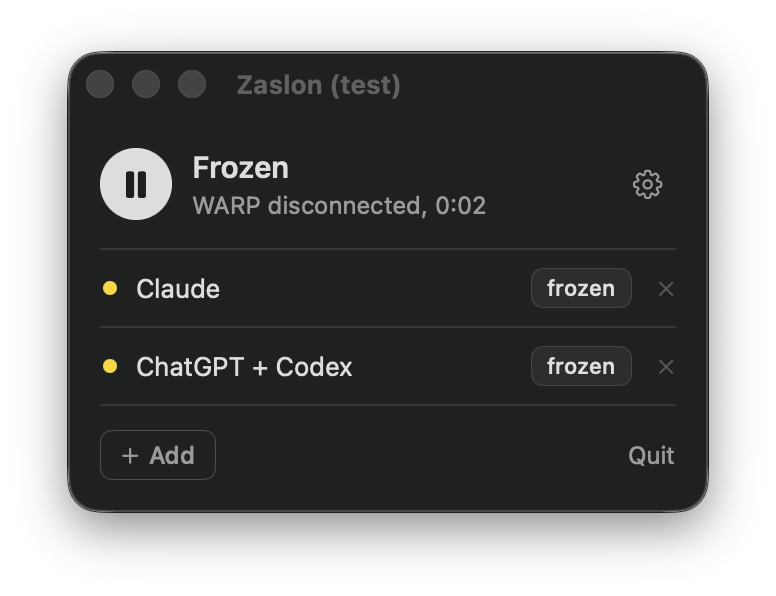 Zaslon (test)
Frozen
WARP disconnected, 0:02
Claude frozen
ChatGPT + Codex frozen
+ Add Quit